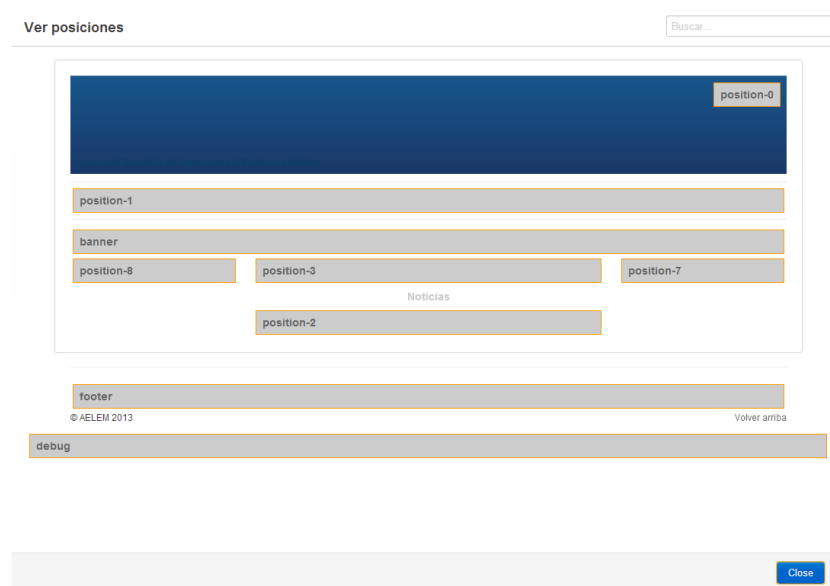 Ver posiciones
Buscar...
position-0
position-1
banner
position-8
position-3
position-7
Noticias
position-2
footer
© AELEM 2013
Volver arriba
debug
Close